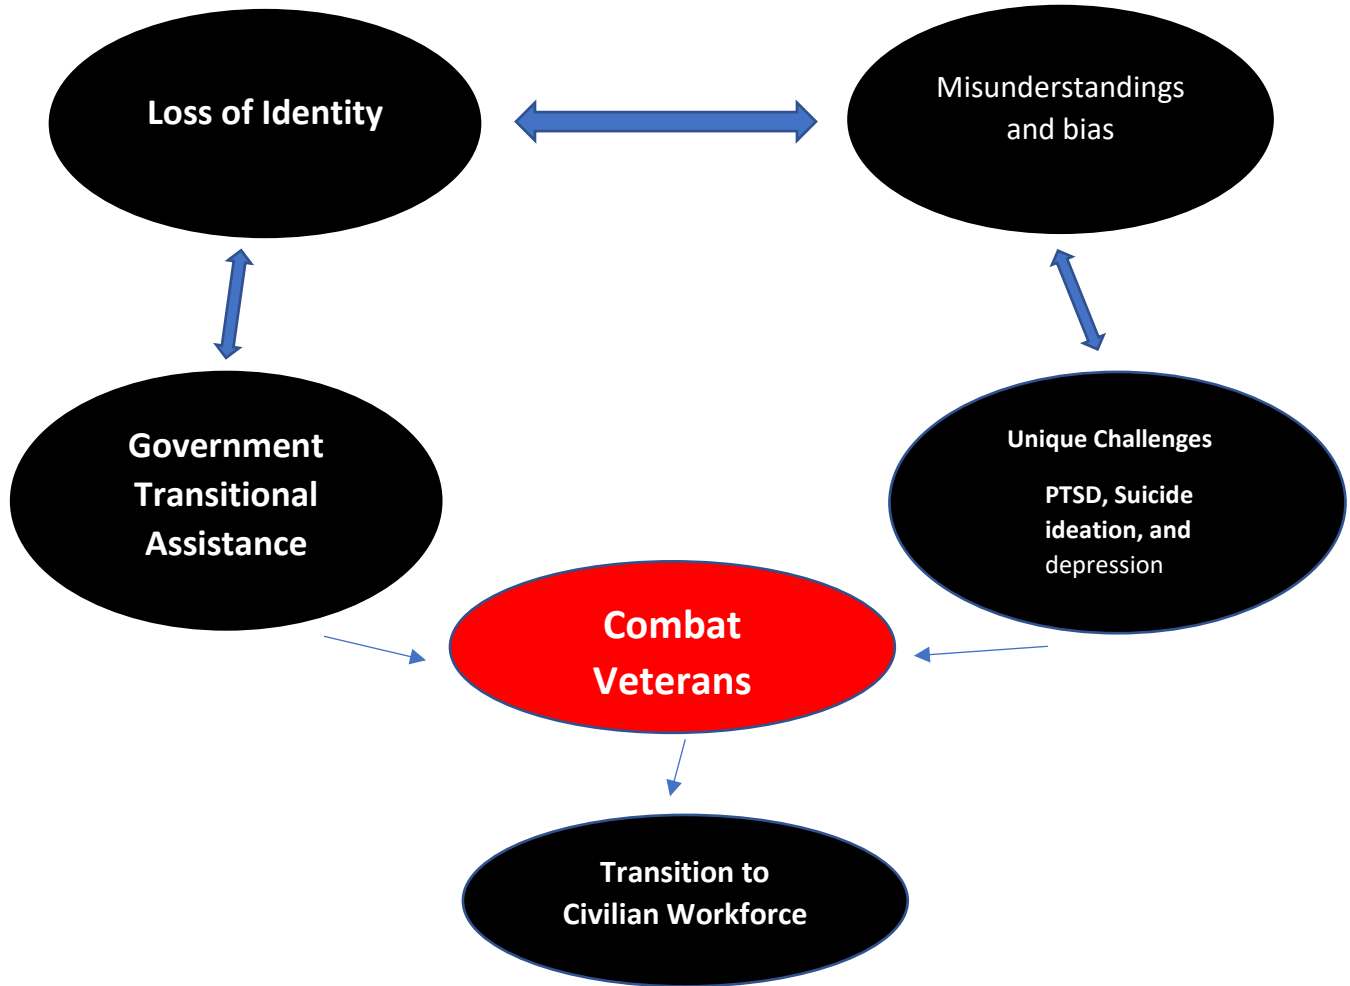 Loss of Identity
Misunderstandings
and bias
Government
Transitional
Assistance
Unique Challenges
PTSD, Suicide
ideation, and
depression
Combat
Veterans
Transition to
Civilian Workforce